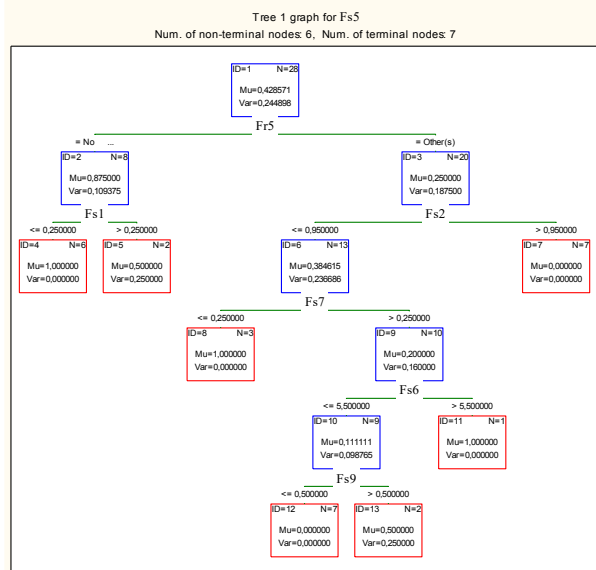 Tree 1 graph for Fs5
Num. of non-terminal nodes: 6,  Num. of terminal nodes: 7
ID=1 N=28
Mu=0,428571
Var=0,244898
Fr5
= No ...
= Other(s)
ID=2 N=8
Mu=0,875000
Var=0,109375
Fs1
ID=3 N=20
Mu=0,250000
Var=0,187500
Fs2
<= 0,250000
> 0,250000
<= 0,950000
> 0,950000
ID=4 N=6
Mu=1,000000
Var=0,000000
ID=5 N=2
Mu=0,500000
Var=0,250000
ID=6 N=13
Mu=0,384615
Var=0,236686
Fs7
ID=7 N=7
Mu=0,000000
Var=0,000000
<= 0,250000
> 0,250000
ID=8 N=3
Mu=1,000000
Var=0,000000
ID=9 N=10
Mu=0,200000
Var=0,160000
Fs6
<= 5,500000
> 5,500000
ID=10 N=9
Mu=0,111111
Var=0,098765
Fs9
ID=11 N=1
Mu=1,000000
Var=0,000000
<= 0,500000
> 0,500000
ID=12 N=7
Mu=0,000000
Var=0,000000
ID=13 N=2
Mu=0,500000
Var=0,250000